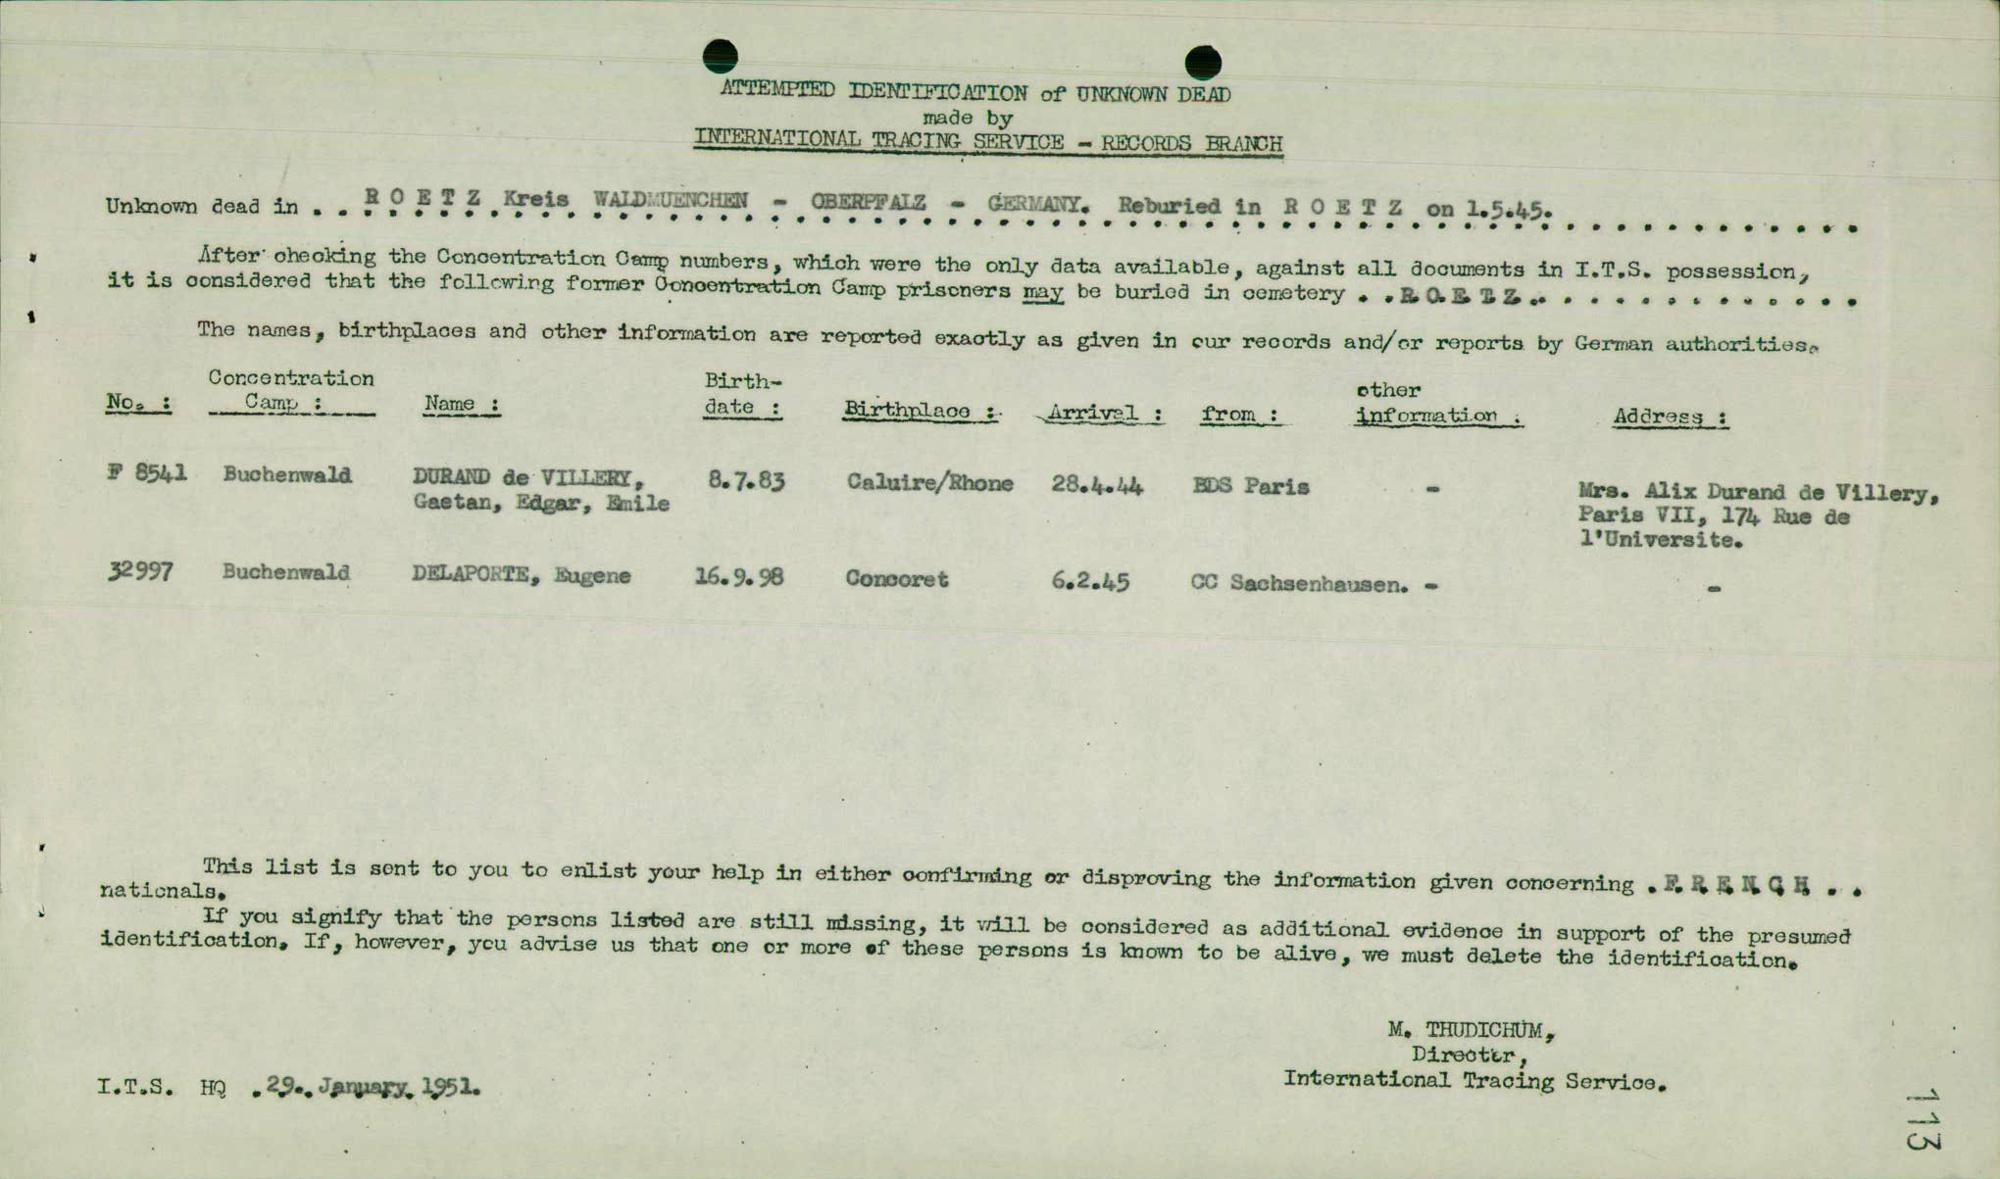 ATTEMPTED IDENTIFICATION of UNKNOWN DEAD
made by
INTERNATIONAL TRACING SERVICE - RECORDS BRANCH
Unknown dead in . . R O E T Z Kreis WALDMUENCHEN - OBERPFALZ - GERMANY. Reburied in R O E T Z on 1.5.45.
After checking the Concentration Camp numbers, which were the only data available, against all documents in I.T.S. possession,
it is considered that the following former Concentration Camp prisoners may be buried in cemetery . . R O E T Z . . . . . . . . . . . . .
The names, birthplaces and other information are reported exactly as given in our records and/or reports by German authorities.
No. : Concentration Camp : Name : Birth-date : Birthplace : Arrival : from : other information : Address :
F 8541 Buchenwald DURAND de VILLERY, 8.7.83 Caluire/Rhone 28.4.44 BDS Paris - Mrs. Alix Durand de Villery,
Gaetan, Edgar, Emile Paris VII, 174 Rue de
l'Universite.
32997 Buchenwald DELAPORTE, Eugene 16.9.98 Concoret 6.2.45 CC Sachsenhausen. - -
This list is sent to you to enlist your help in either confirming or disproving the information given concerning . F R E N C H . .
nationals.
If you signify that the persons listed are still missing, it will be considered as additional evidence in support of the presumed
identification. If, however, you advise us that one or more of these persons is known to be alive, we must delete the identification.
M. THUDICHUM,
Director,
International Tracing Service.
I.T.S. HQ . 29. January 1951.
113